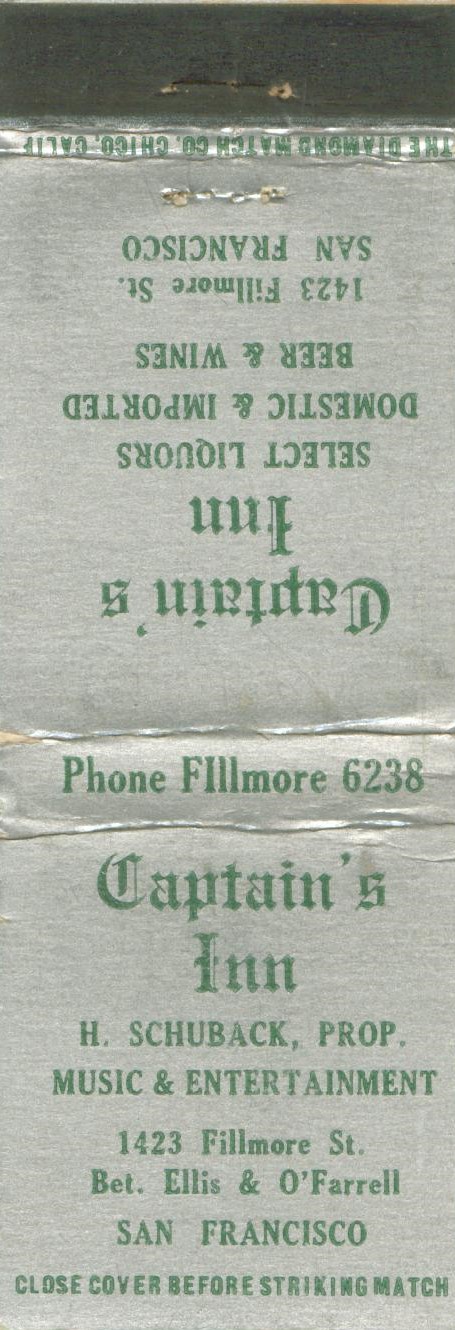 THE DIAMOND MATCH CO., CHICO, CALIF
Captain's
Inn
SELECT LIQUORS
DOMESTIC & IMPORTED
BEER & WINES
1423 Fillmore St.
SAN FRANCISCO
Phone FIllmore 6238
Captain's
Inn
H. SCHUBACK, PROP.
MUSIC & ENTERTAINMENT
1423 Fillmore St.
Bet. Ellis & O'Farrell
SAN FRANCISCO
CLOSE COVER BEFORE STRIKING MATCH